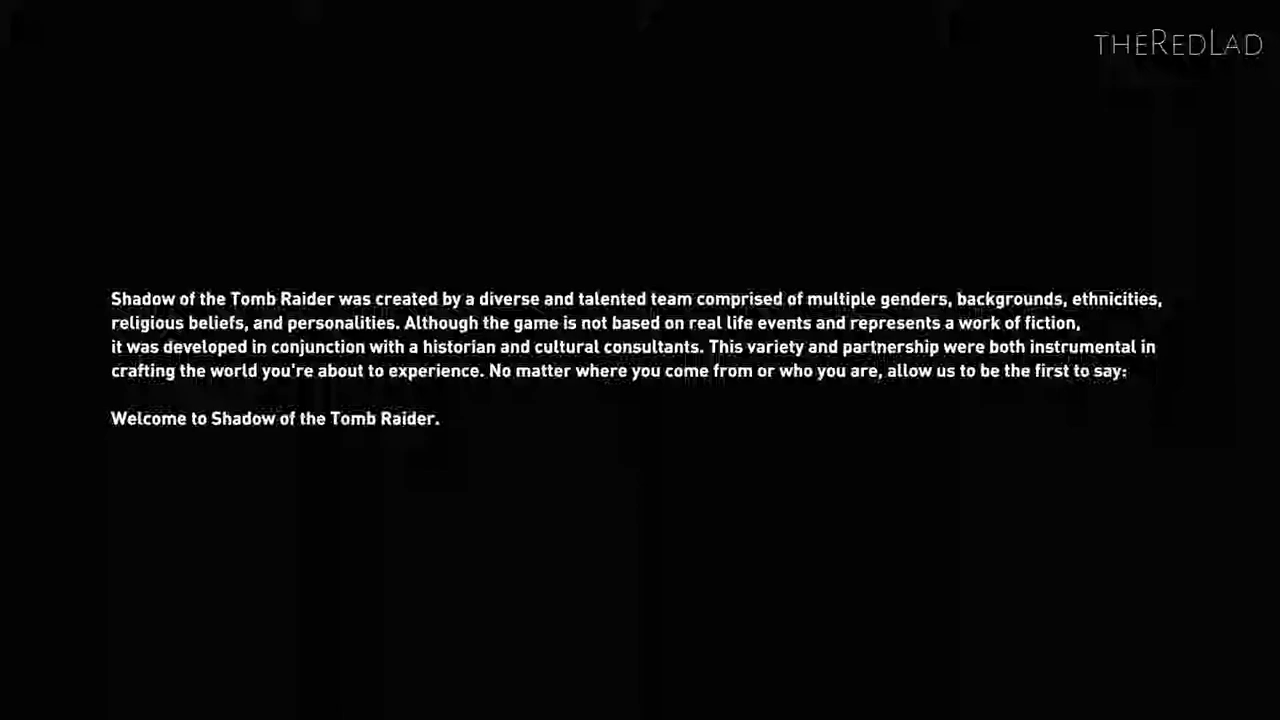 THEREDLAD
Shadow of the Tomb Raider was created by a diverse and talented team comprised of multiple genders, backgrounds, ethnicities,
religious beliefs, and personalities. Although the game is not based on real life events and represents a work of fiction,
it was developed in conjunction with a historian and cultural consultants. This variety and partnership were both instrumental in
crafting the world you're about to experience. No matter where you come from or who you are, allow us to be the first to say:
Welcome to Shadow of the Tomb Raider.